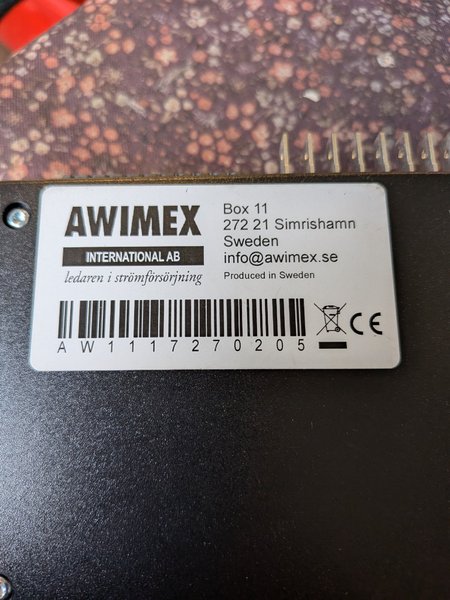 AWIMEX
INTERNATIONAL AB
ledaren i strömförsörjning
Box 11
272 21 Simrishamn
Sweden
info@awimex.se
Produced in Sweden
AW1117270205
CE